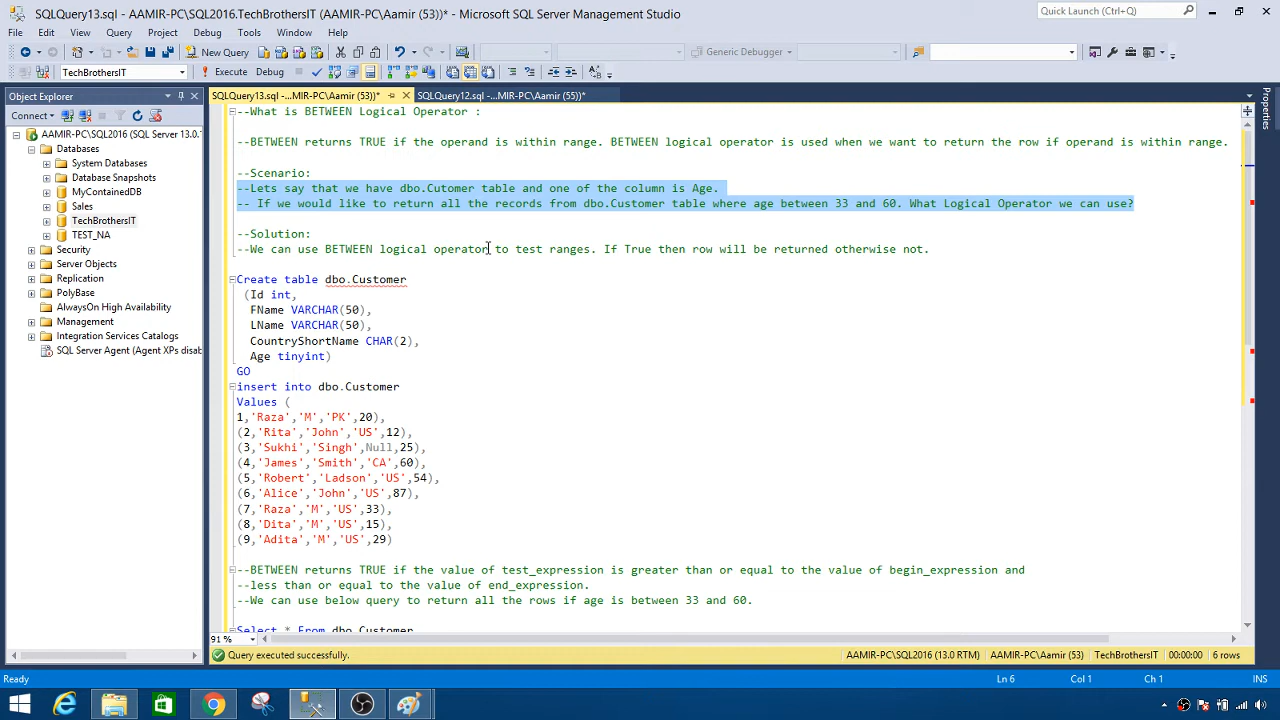 SQLQuery13.sql - AAMIR-PC\SQL2016.TechBrothersIT (AAMIR-PC\Aamir (53))* - Microsoft SQL Server Management Studio
Quick Launch (Ctrl+Q)
File Edit View Query Project Debug Tools Window Help
New Query
Generic Debugger
TechBrothersIT
Execute Debug
Object Explorer
SQLQuery13.sql -...MIR-PC\Aamir (53))*
SQLQuery12.sql -...MIR-PC\Aamir (55))*
Properties
Connect
AAMIR-PC\SQL2016 (SQL Server 13.0.
Databases
System Databases
Database Snapshots
MyContainedDB
Sales
TechBrothersIT
TEST_NA
Security
Server Objects
Replication
PolyBase
AlwaysOn High Availability
Management
Integration Services Catalogs
SQL Server Agent (Agent XPs disab
--What is BETWEEN Logical Operator :
--BETWEEN returns TRUE if the operand is within range. BETWEEN logical operator is used when we want to return the row if operand is within range.
--Scenario:
--Lets say that we have dbo.Cutomer table and one of the column is Age.
-- If we would like to return all the records from dbo.Customer table where age between 33 and 60. What Logical Operator we can use?
--Solution:
--We can use BETWEEN logical operator to test ranges. If True then row will be returned otherwise not.
Create table dbo.Customer
(Id int,
FName VARCHAR(50),
LName VARCHAR(50),
CountryShortName CHAR(2),
Age tinyint)
GO
insert into dbo.Customer
Values (
1,'Raza','M','PK',20),
(2,'Rita','John','US',12),
(3,'Sukhi','Singh',Null,25),
(4,'James','Smith','CA',60),
(5,'Robert','Ladson','US',54),
(6,'Alice','John','US',87),
(7,'Raza','M','US',33),
(8,'Dita','M','US',15),
(9,'Adita','M','US',29)
--BETWEEN returns TRUE if the value of test_expression is greater than or equal to the value of begin_expression and
--less than or equal to the value of end_expression.
--We can use below query to return all the rows if age is between 33 and 60.
Select * From dbo.Customer
91 %
Query executed successfully.
AAMIR-PC\SQL2016 (13.0 RTM)
AAMIR-PC\Aamir (53)
TechBrothersIT
00:00:00
6 rows
Ready
Ln 6
Col 1
Ch 1
INS